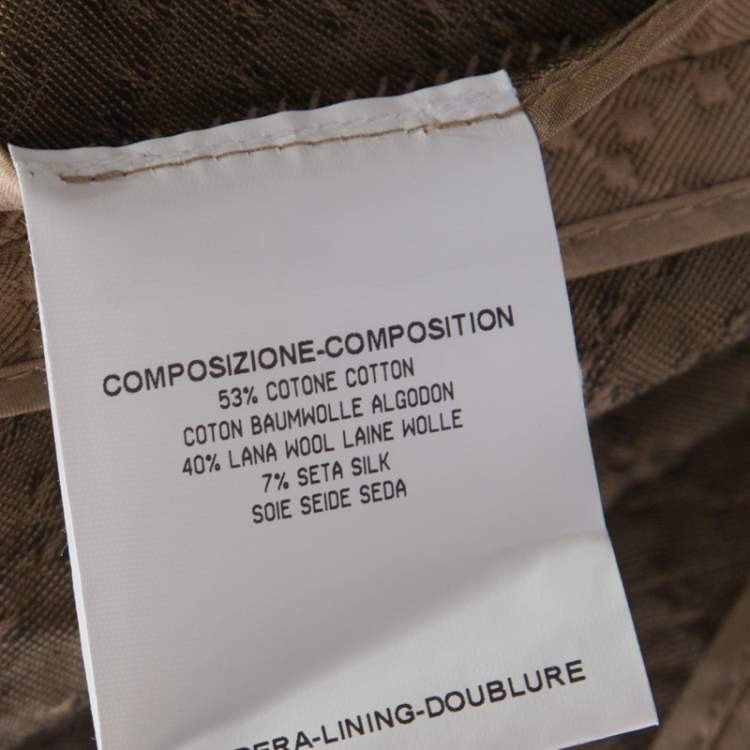 COMPOSIZIONE-COMPOSITION
53% COTONE COTTON
COTON BAUMWOLLE ALGODON
40% LANA WOOL LAINE WOLLE
7% SETA SILK
SOIE SEIDE SEDA
-LINING-DOUBLURE